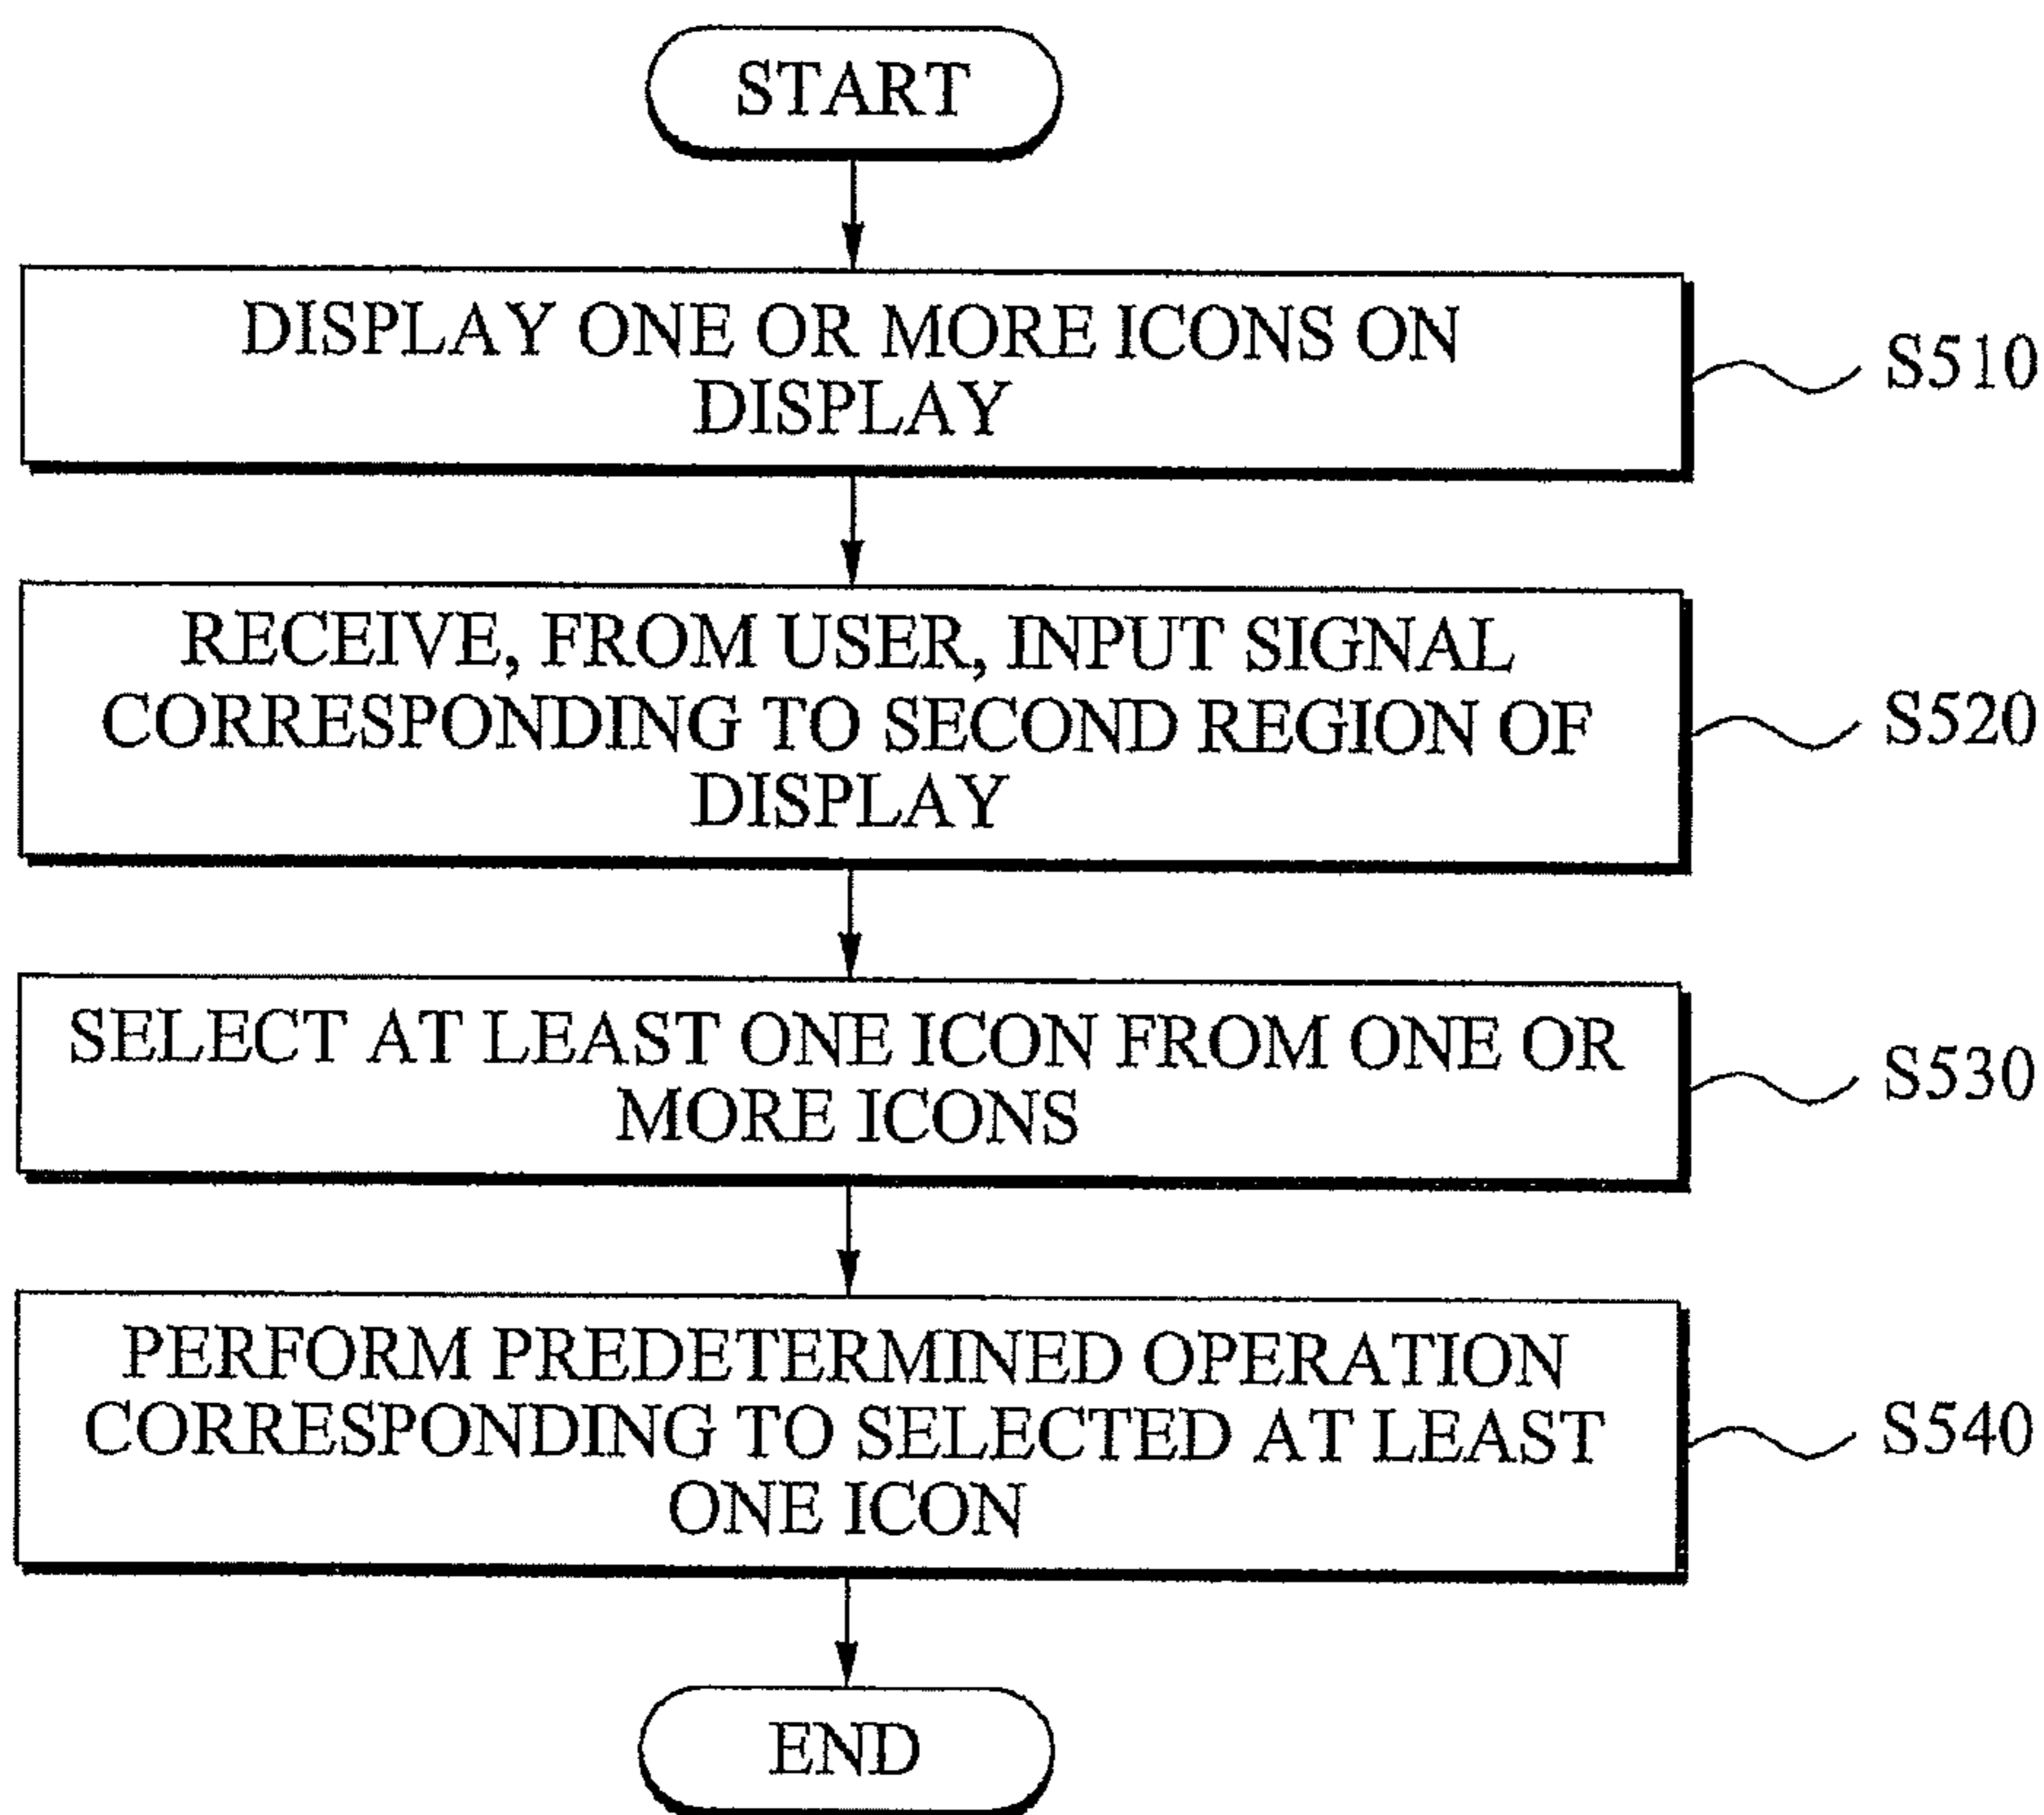 START
DISPLAY ONE OR MORE ICONS ON
DISPLAY
S510
RECEIVE, FROM USER, INPUT SIGNAL
CORRESPONDING TO SECOND REGION OF
DISPLAY
S520
SELECT AT LEAST ONE ICON FROM ONE OR
MORE ICONS
S530
PERFORM PREDETERMINED OPERATION
CORRESPONDING TO SELECTED AT LEAST
ONE ICON
S540
END